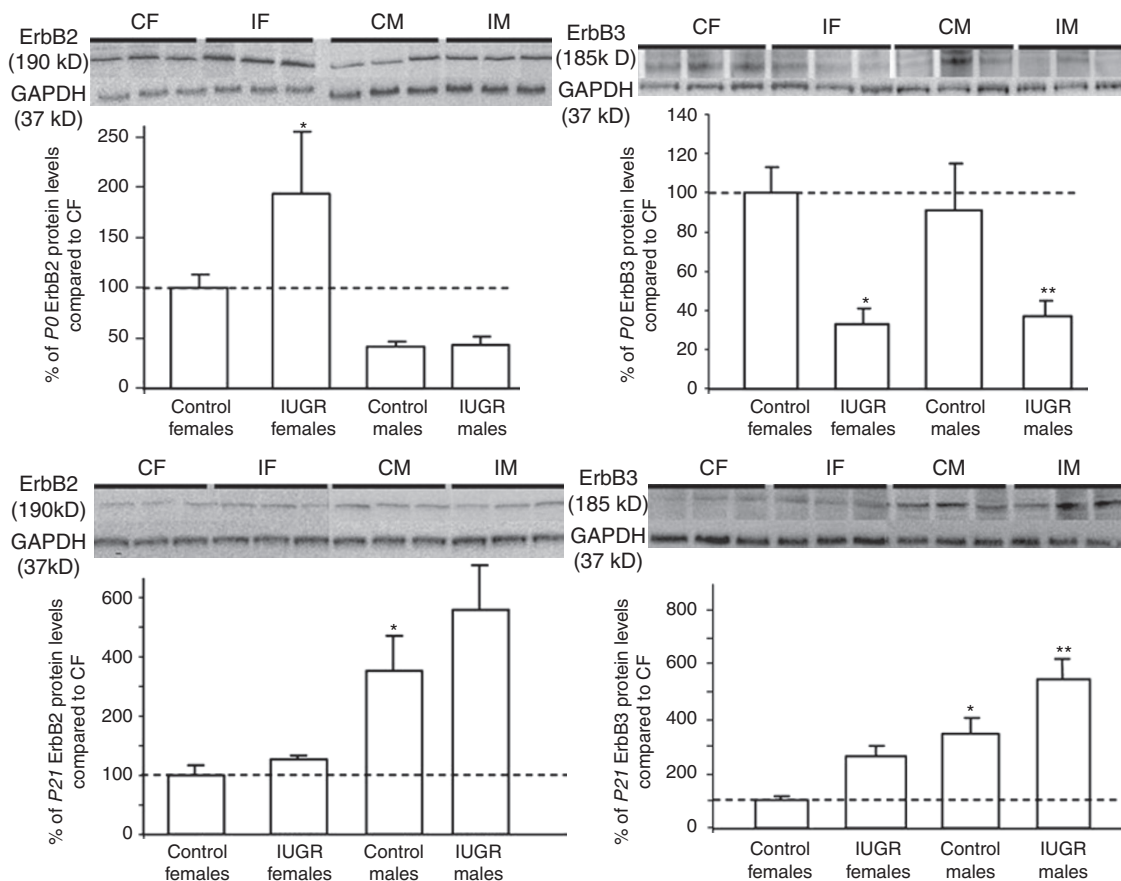 CF IF CM IM
ErbB2
(190 kD)
GAPDH
(37 kD)
% of P0 ErbB2 protein levels
compared to CF
250
200
100
50
0
*
Control
females
IUGR
females
Control
males
IUGR
males
CF IF CM IM
ErbB3
(185k D)
GAPDH
(37 kD)
% of P0 ErbB3 protein levels
compared to CF
140
120
100
80
60
40
20
0
*
**
Control
females
IUGR
females
Control
males
IUGR
males
CF IF CM IM
ErbB2
(190kD)
GAPDH
(37kD)
% of P21 ErbB2 protein levels
compared to CF
600
400
200
100
0
*
Control
females
IUGR
females
Control
males
IUGR
males
CF IF CM IM
ErbB3
(185 kD)
GAPDH
(37 kD)
% of P21 ErbB3 protein levels
compared to CF
800
600
400
200
0
*
**
Control
females
IUGR
females
Control
males
IUGR
males